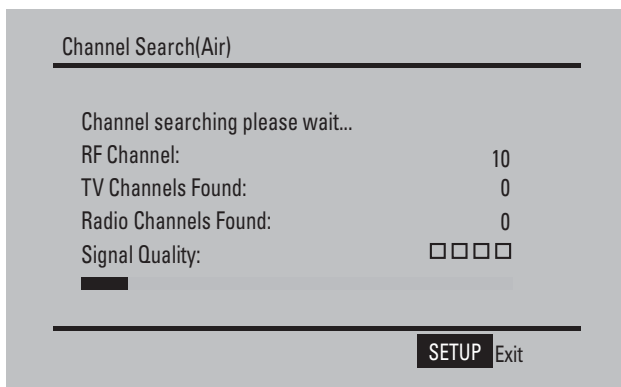 Channel Search(Air)
Channel searching please wait...
RF Channel: 10
TV Channels Found: 0
Radio Channels Found: 0
Signal Quality: □□□□
SETUP Exit